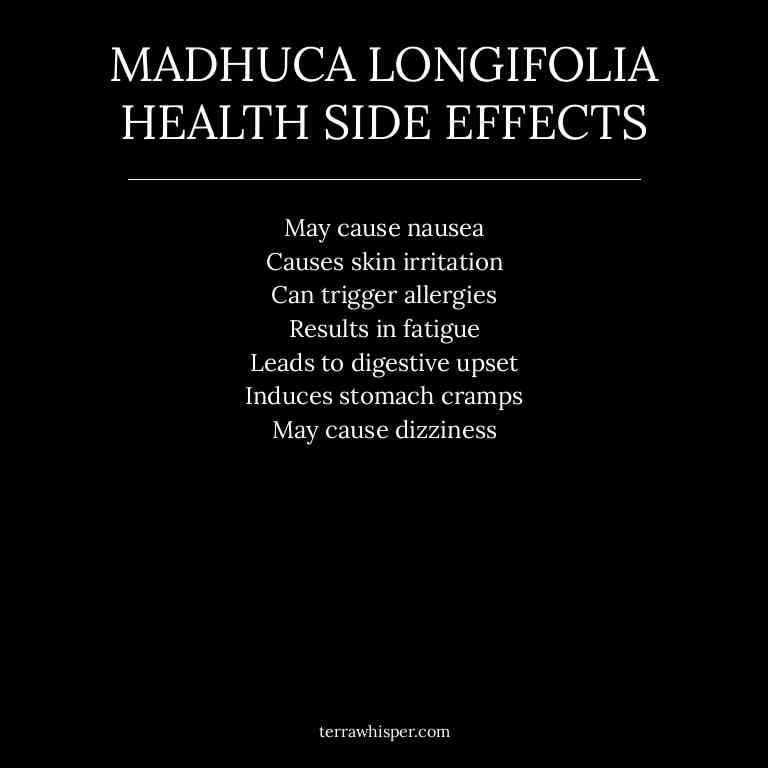 MADHUCA LONGIFOLIA
HEALTH SIDE EFFECTS
May cause nausea
Causes skin irritation
Can trigger allergies
Results in fatigue
Leads to digestive upset
Induces stomach cramps
May cause dizziness
terrawhisper.com